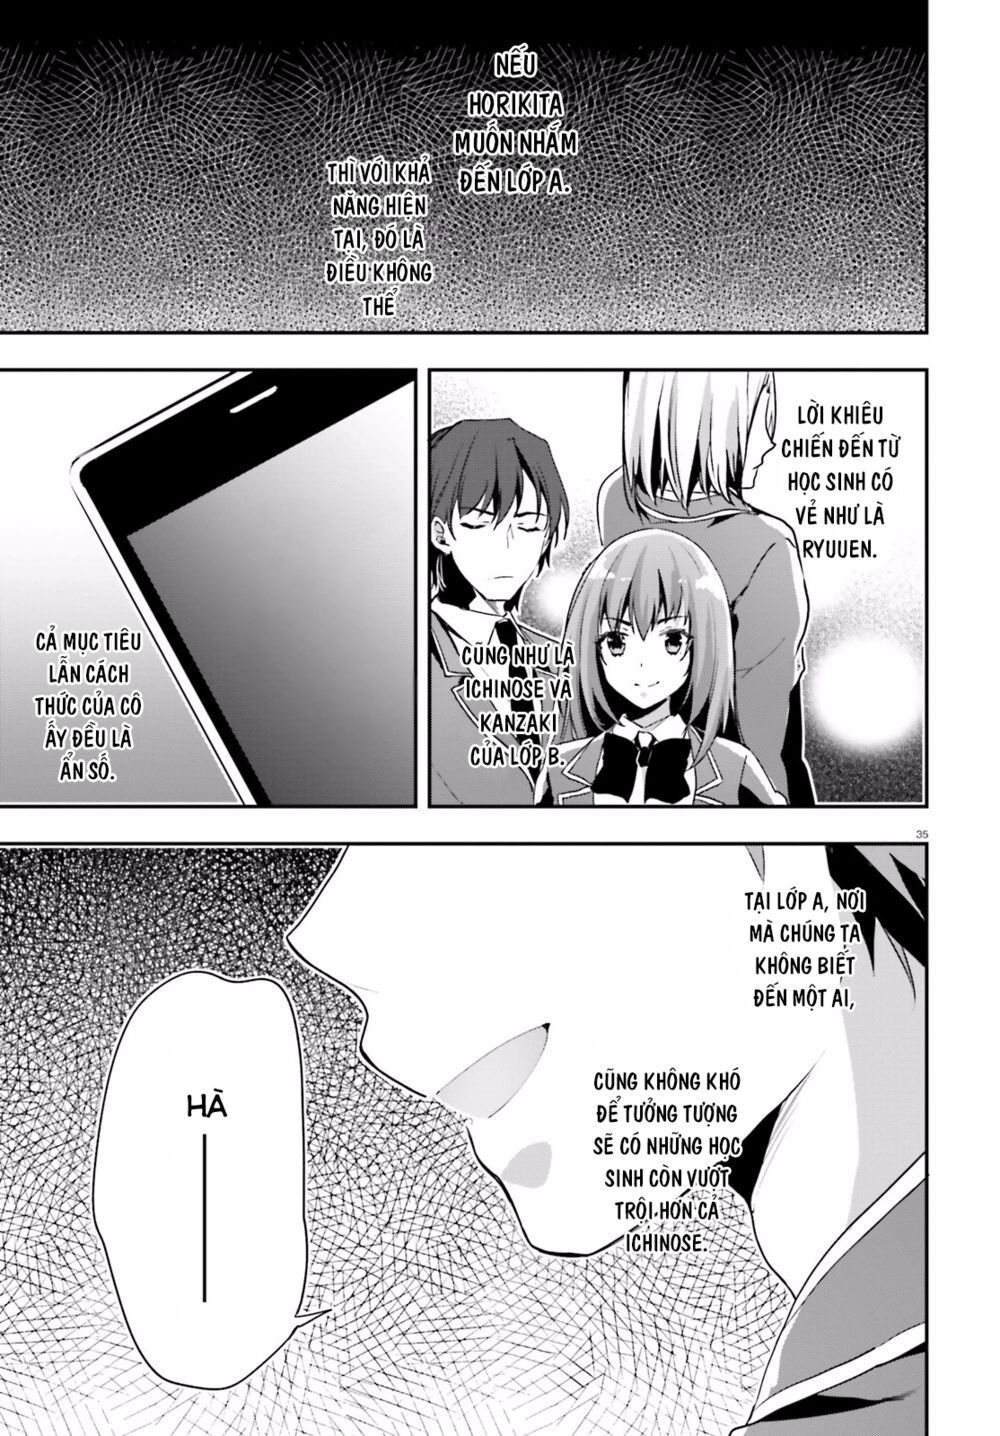 NẾU
HORIKITA
MUỐN NHẮM
ĐẾN LỚP A.
THÌ VỚI KHẢ
NĂNG HIỆN
TẠI, ĐÓ LÀ
ĐIỀU KHÔNG
THỂ
LỜI KHIÊU
CHIẾN ĐẾN TỪ
HỌC SINH CÓ
VẺ NHƯ LÀ
RYUUEN.
CŨNG NHƯ LÀ
ICHINOSE VÀ
KANZAKI
CỦA LỚP B.
CẢ MỤC TIÊU
LẪN CÁCH
THỨC CỦA CÔ
ẤY ĐỀU LÀ
ẨN SỐ.
35
TẠI LỚP A, NƠI
MÀ CHÚNG TA
KHÔNG BIẾT
ĐẾN MỘT AI,
CŨNG KHÔNG KHÓ
ĐỂ TƯỞNG TƯỢNG
SẼ CÓ NHỮNG HỌC
SINH CÒN VƯỢT
TRỘI HƠN CẢ
ICHINOSE.
HÀ